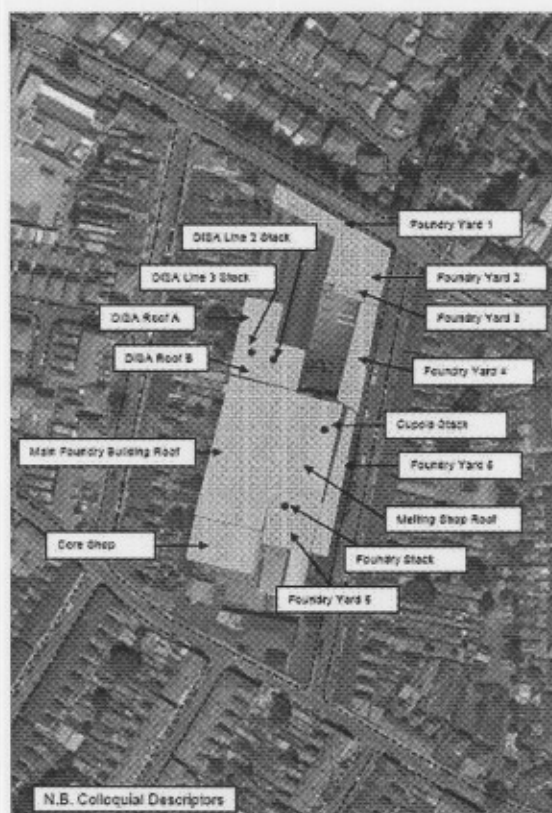 Foundry Yard 1
DISA Line 2 Stack
DISA Line 3 Stack
Foundry Yard 2
DISA Roof A
Foundry Yard 3
DISA Roof B
Foundry Yard 4
Cupola Stack
Main Foundry Building Roof
Foundry Yard 5
Melting Shop Roof
Core Shop
Foundry Stack
Foundry Yard 6
N.B. Colloquial Descriptors